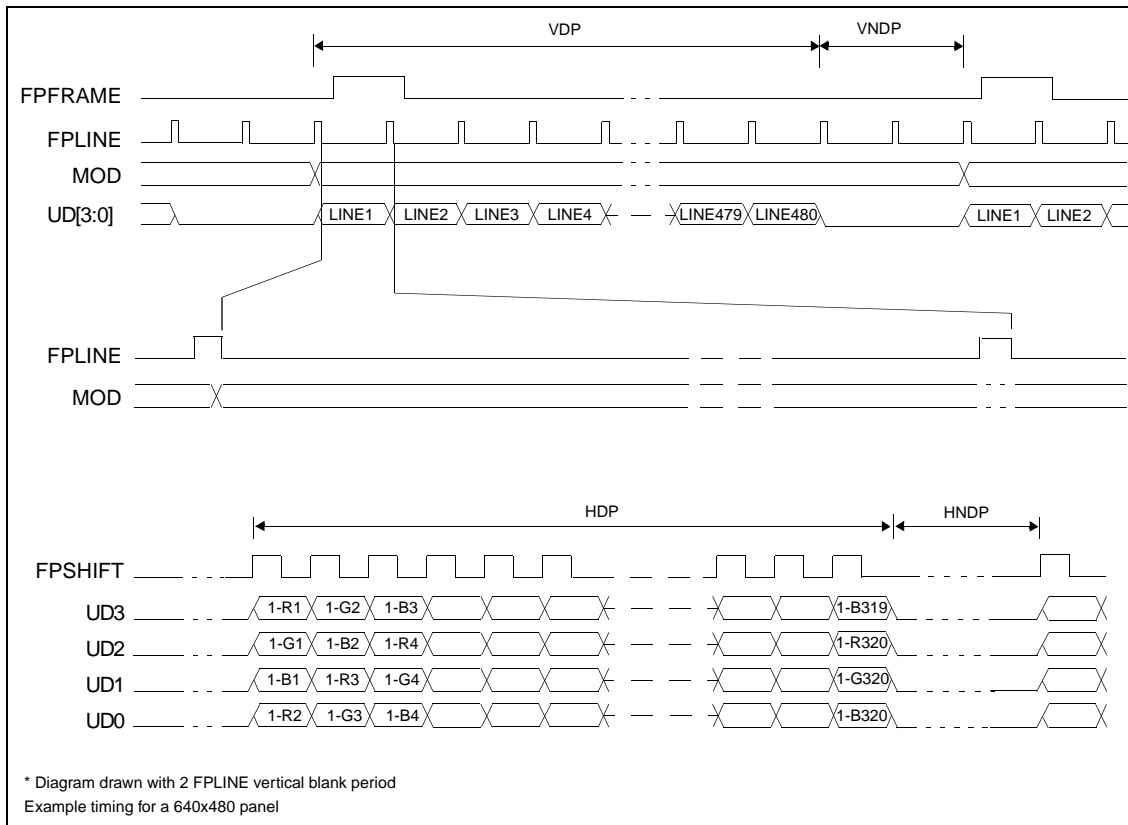 VDP VNDP
FPFRAME
FPLINE
MOD
UD[3:0] LINE1 LINE2 LINE3 LINE4 LINE479 LINE480 LINE1 LINE2
FPLINE
MOD
HDP HNDP
FPSHIFT
UD3 1-R1 1-G2 1-B3 1-B319
UD2 1-G1 1-B2 1-R4 1-R320
UD1 1-B1 1-R3 1-G4 1-G320
UD0 1-R2 1-G3 1-B4 1-B320
* Diagram drawn with 2 FPLINE vertical blank period
Example timing for a 640x480 panel